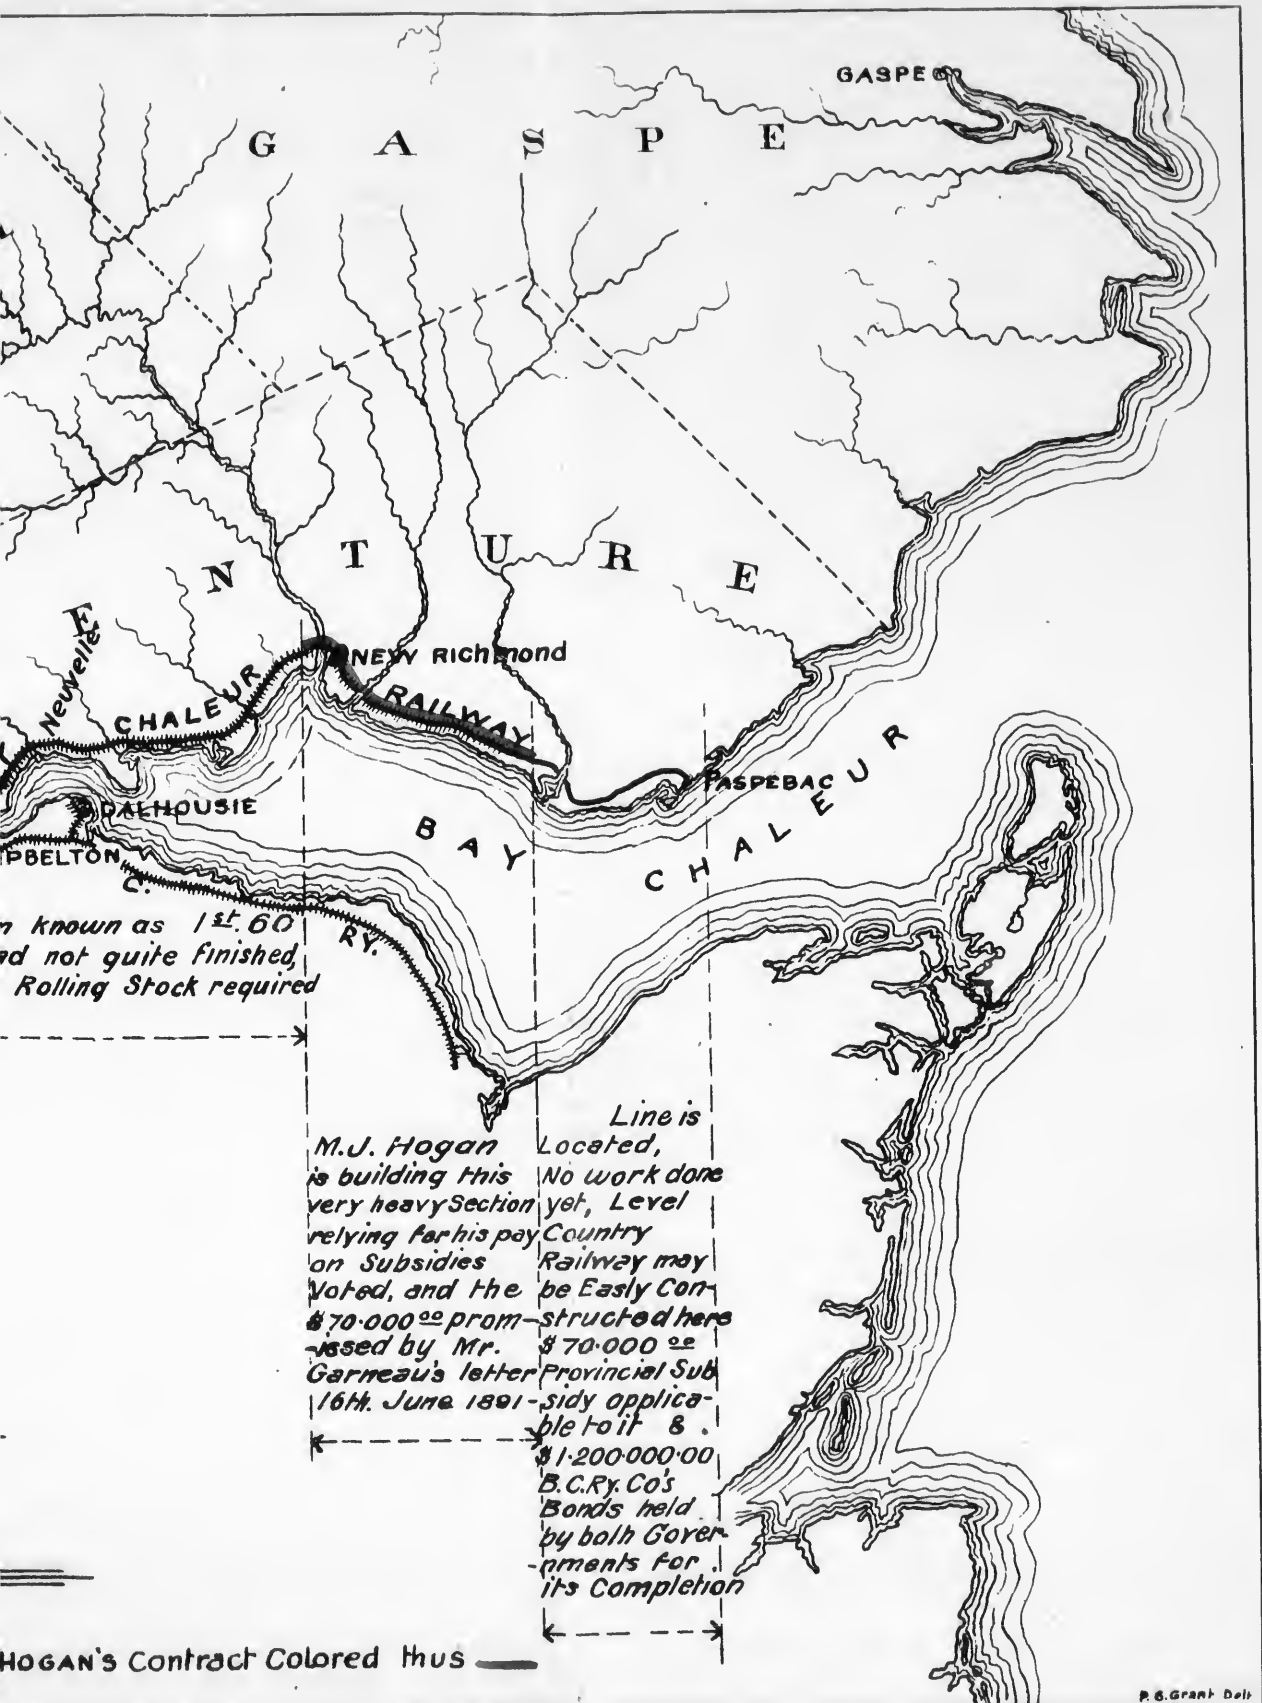 GASPE
G A S P E
N T U R E
Neuvelle
NEW RichmOnd
CHALEUR
RAILWAY
PASPEBAC
DALHOUSIE
PBELTON
C.
RY.
BAY
CHALEUR
n known as 1st. 60
ed not quite finished,
Rolling Stock required
M.J. Hogan
is building this
very heavy Section
relying for his pay
on Subsidies
Voted, and the
$70.000 00 prom-
-issed by Mr.
Garneau's letter
16th. June 1891-
Line is
Located,
No work done
yet, Level
Country
Railway may
be Easly Con-
structed here
$70.000 00
Provincial Sub
sidy applica-
ble to it &.
$1.200.000.00
B.C.Ry. Co's
Bonds held
by both Gover-
-nments for
its Completion
HOGAN'S Contract Colored thus
P.S.Grant Delt